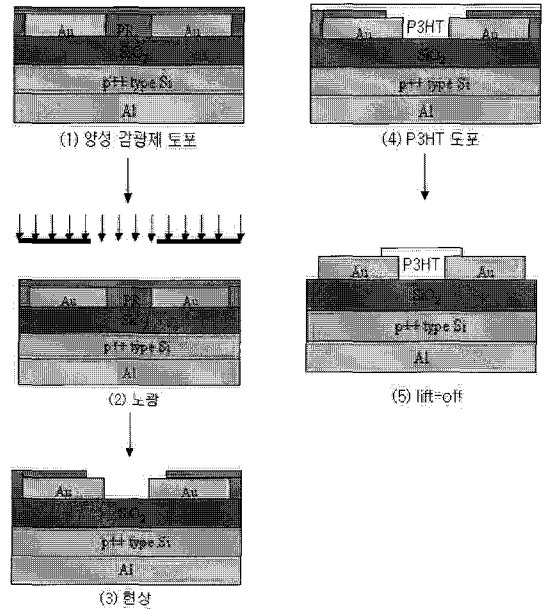 Au PR Au
SiO2
p++ type Si
Al
(1) 양성 감광제 도포
Au PR Au
SiO2
p++ type Si
Al
(2) 노광
Au Au
SiO2
p++ type Si
Al
(3) 현상
Au P3HT Au
SiO2
p++ type Si
Al
(4) P3HT 도포
Au P3HT Au
SiO2
p++ type Si
Al
(5) lift-off